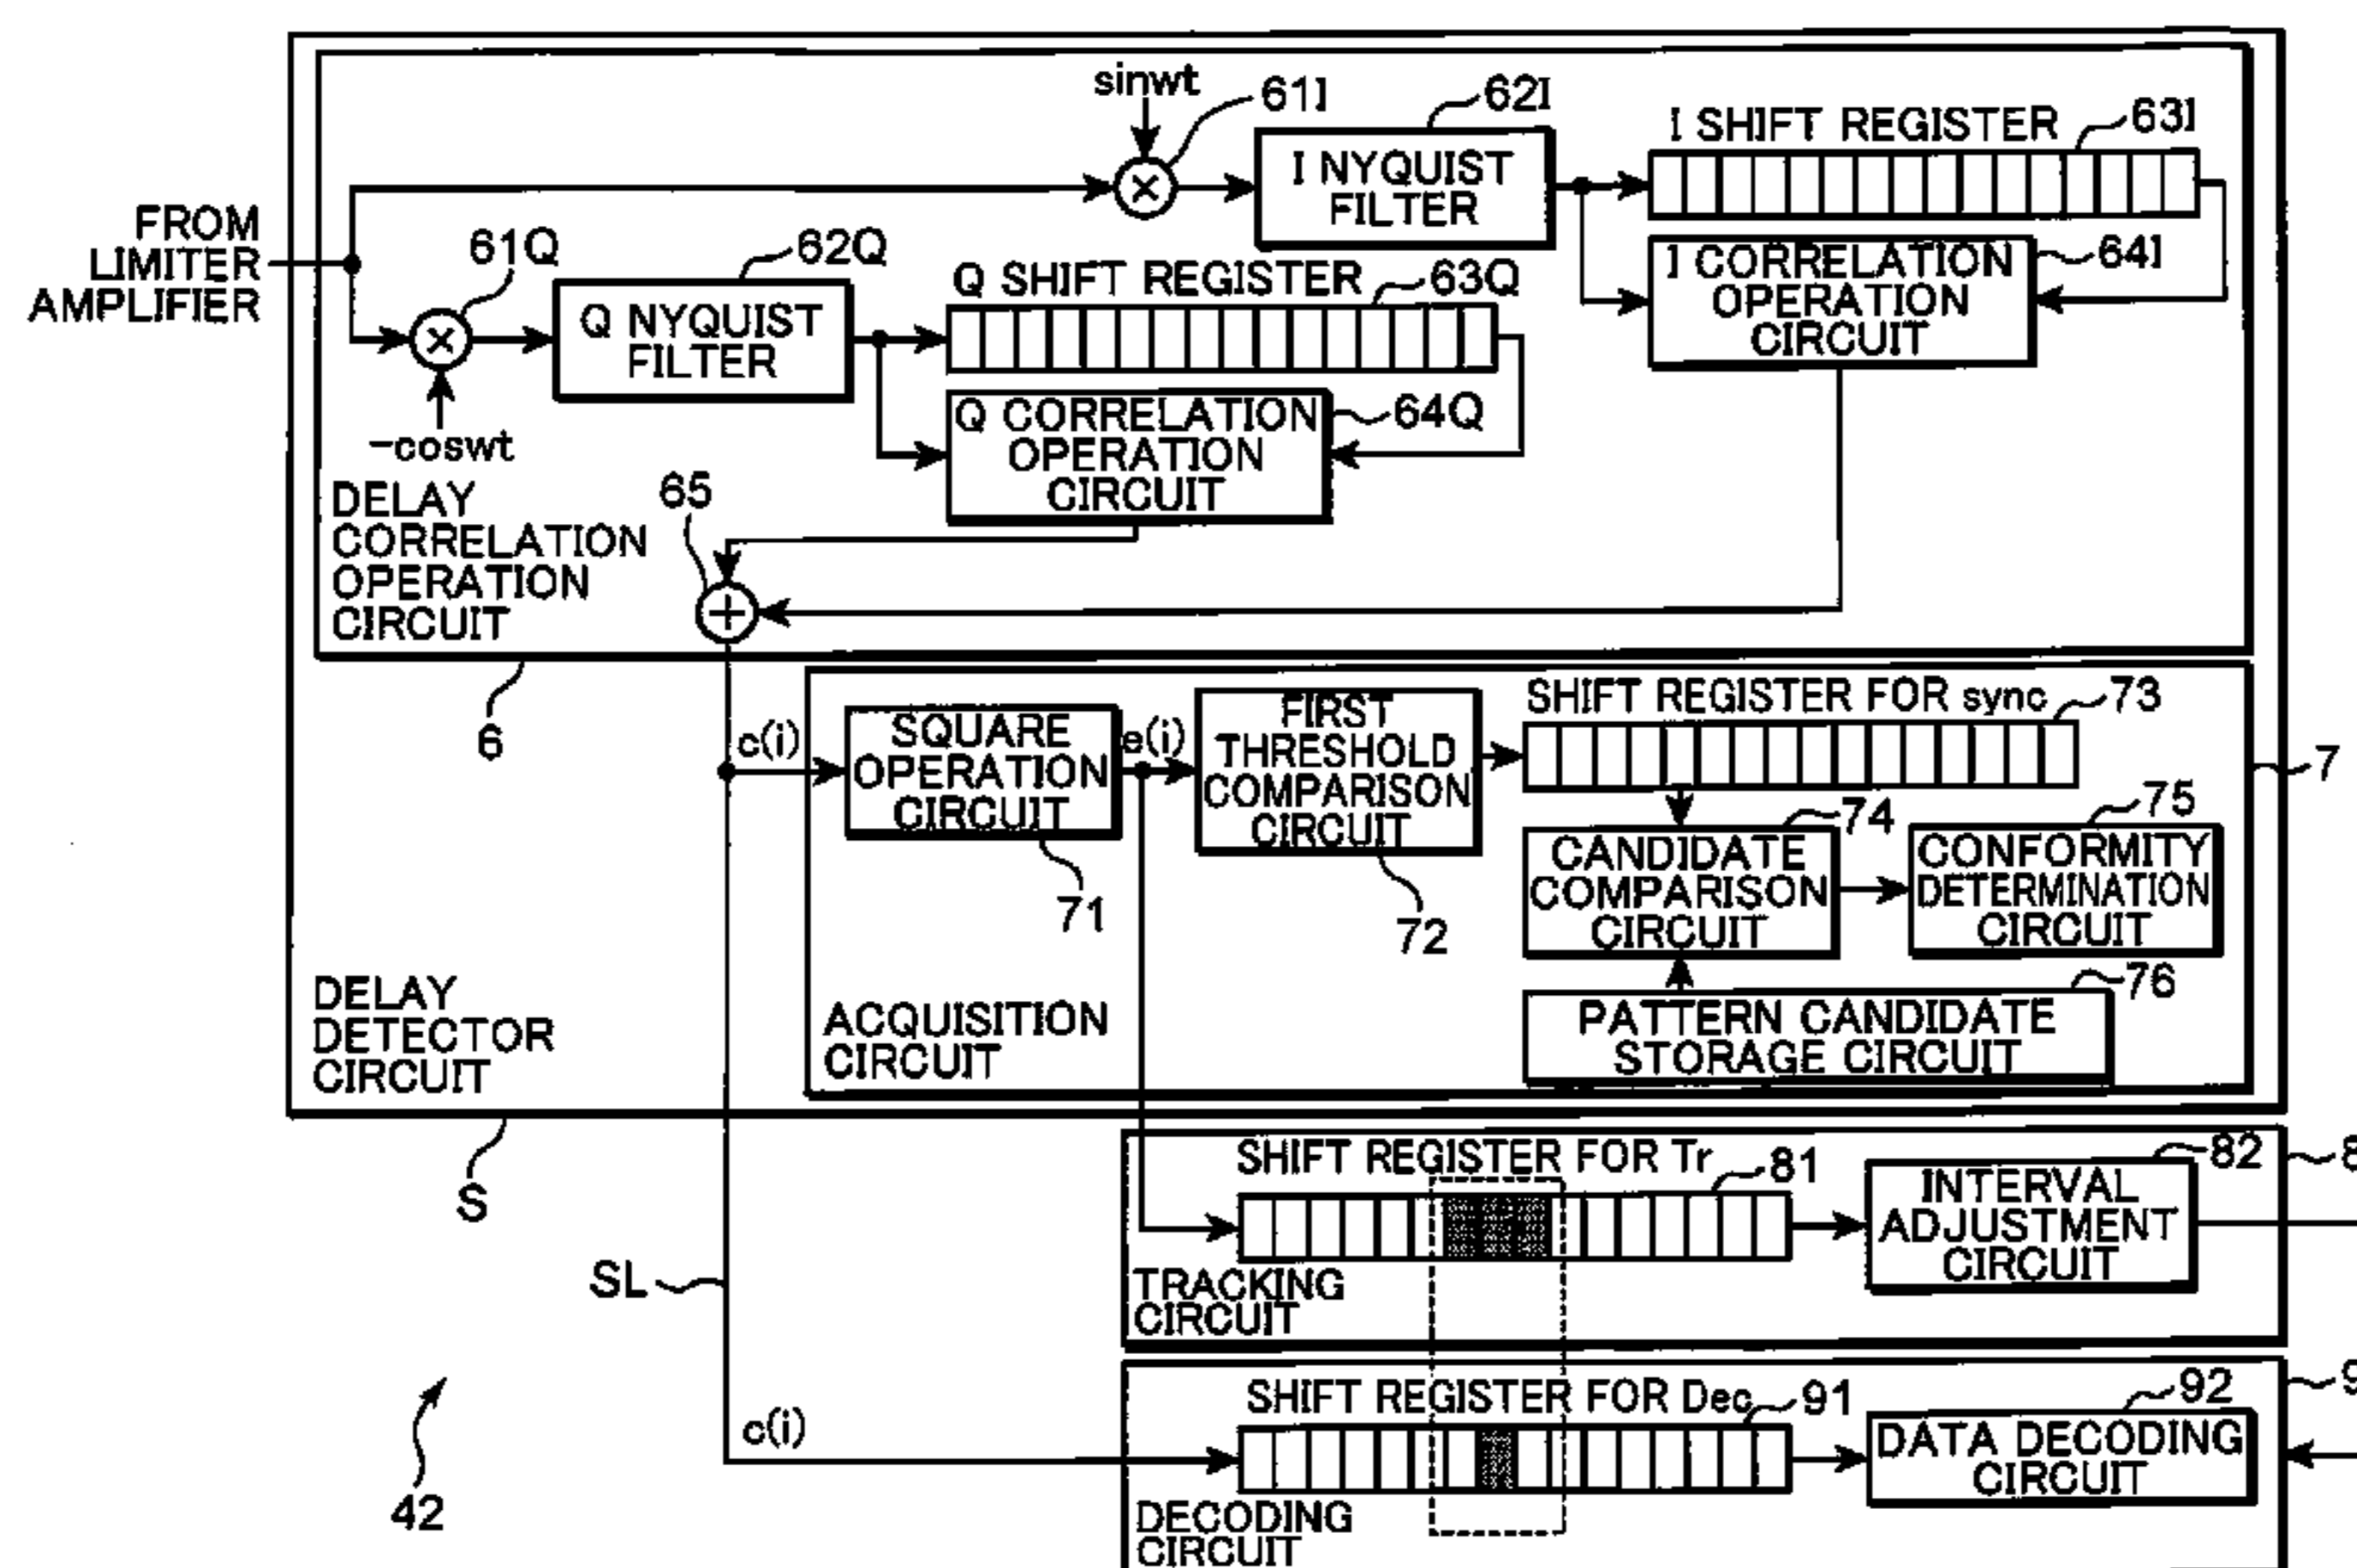 sinwt
61I
62I
I SHIFT REGISTER
63I
I NYQUIST
FILTER
FROM
LIMITER
AMPLIFIER
61Q
62Q
Q SHIFT REGISTER
63Q
I CORRELATION
OPERATION
CIRCUIT
64I
Q NYQUIST
FILTER
-coswt
Q CORRELATION
OPERATION
CIRCUIT
64Q
65
DELAY
CORRELATION
OPERATION
CIRCUIT
6
c(i)
SQUARE
OPERATION
CIRCUIT
71
e(i)
FIRST
THRESHOLD
COMPARISON
CIRCUIT
72
SHIFT REGISTER FOR sync
73
7
74
CANDIDATE
COMPARISON
CIRCUIT
75
CONFORMITY
DETERMINATION
CIRCUIT
76
PATTERN CANDIDATE
STORAGE CIRCUIT
ACQUISITION
CIRCUIT
DELAY
DETECTOR
CIRCUIT
S
SHIFT REGISTER FOR Tr
81
82
8
INTERVAL
ADJUSTMENT
CIRCUIT
TRACKING
CIRCUIT
SL
SHIFT REGISTER FOR Dec
91
92
9
c(i)
DATA DECODING
CIRCUIT
DECODING
CIRCUIT
42